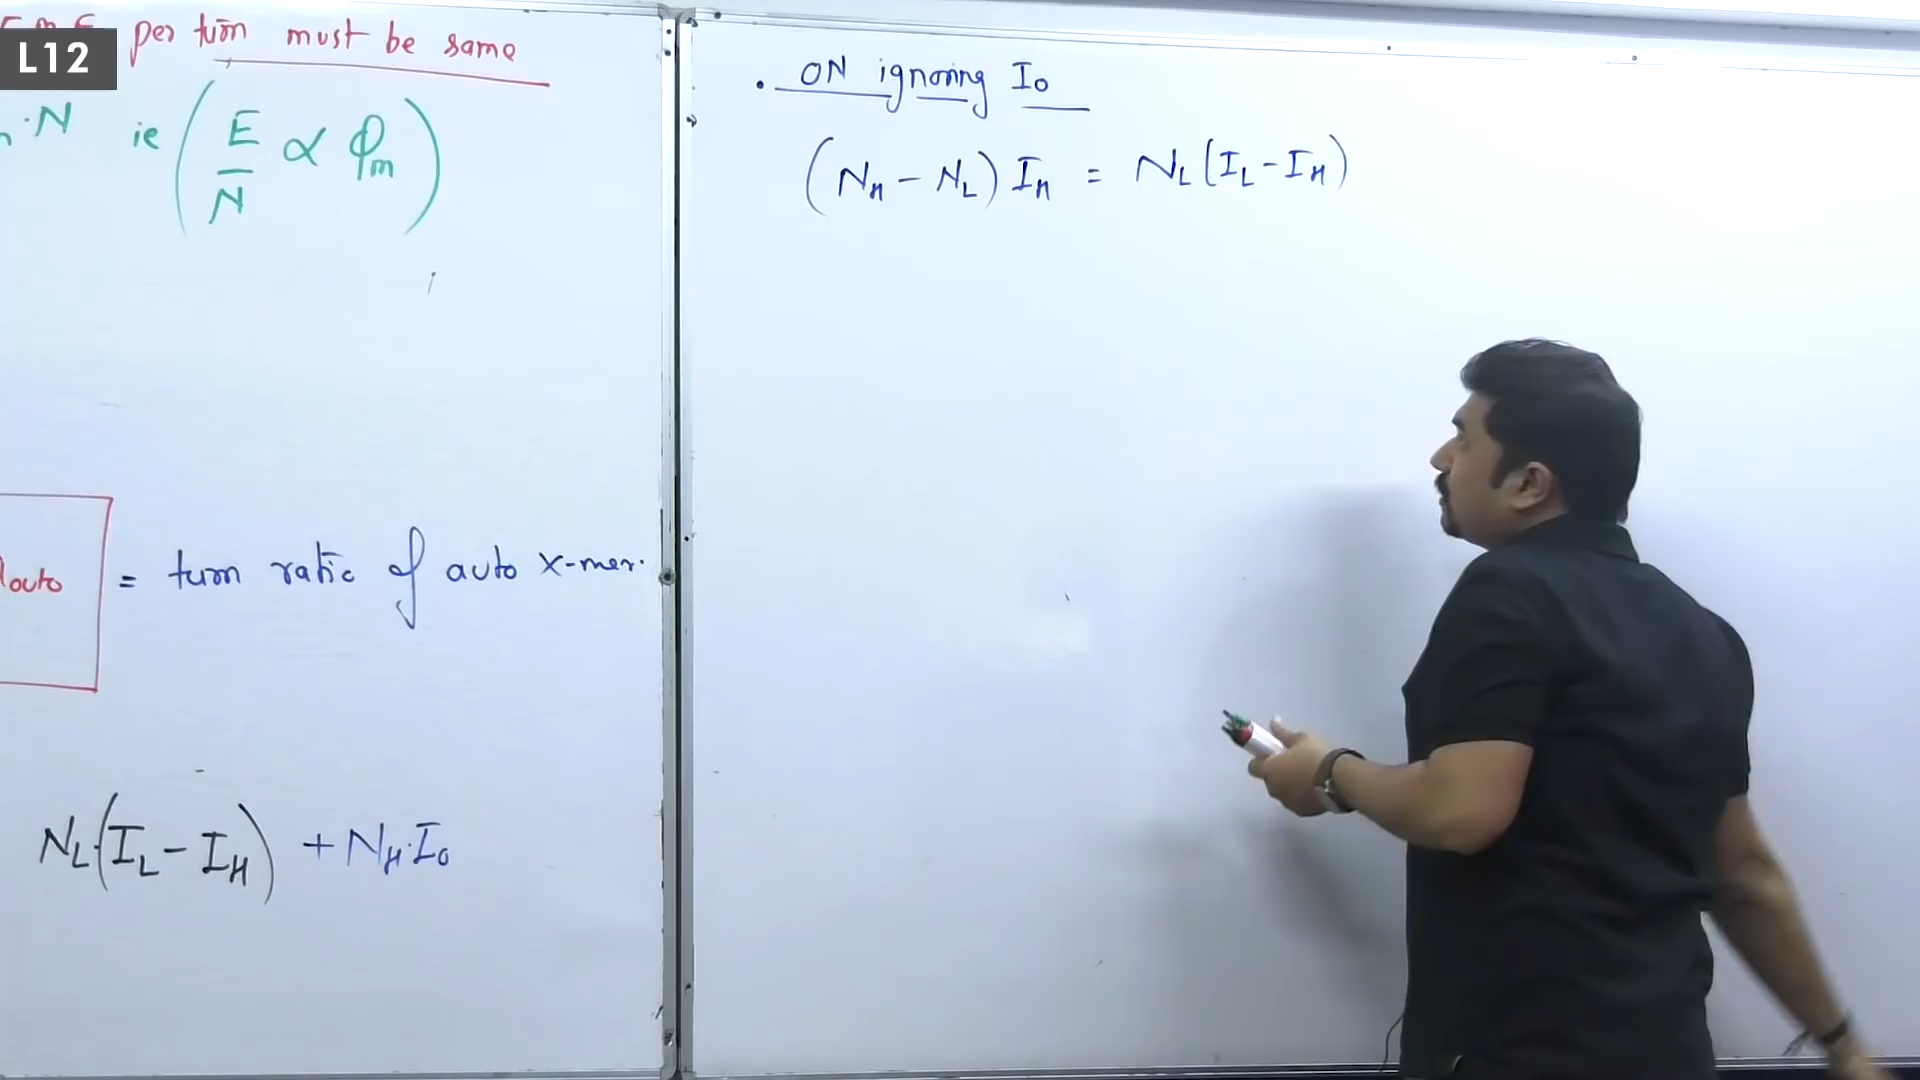 L12
E.M.F per turn must be same
·N ie (E/N ∝ φm)
auto = turn ratio of auto x-mer.
NL·(IL - IH) + NH·I0
• ON ignoring I0
(NH - NL) IH = NL(IL - IH)